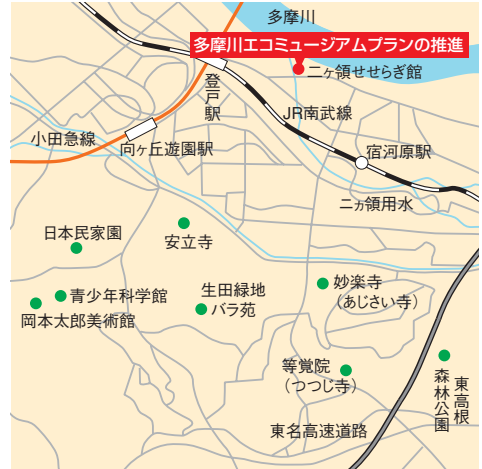 多摩川
多摩川エコミュージアムプランの推進
二ヶ領せせらぎ館
登戸駅
JR南武線
小田急線
向ヶ丘遊園駅
宿河原駅
二ヵ領用水
日本民家園
安立寺
青少年科学館
岡本太郎美術館
生田緑地
バラ苑
妙楽寺
（あじさい寺）
等覚院
（つつじ寺）
東高根
森林公園
東名高速道路